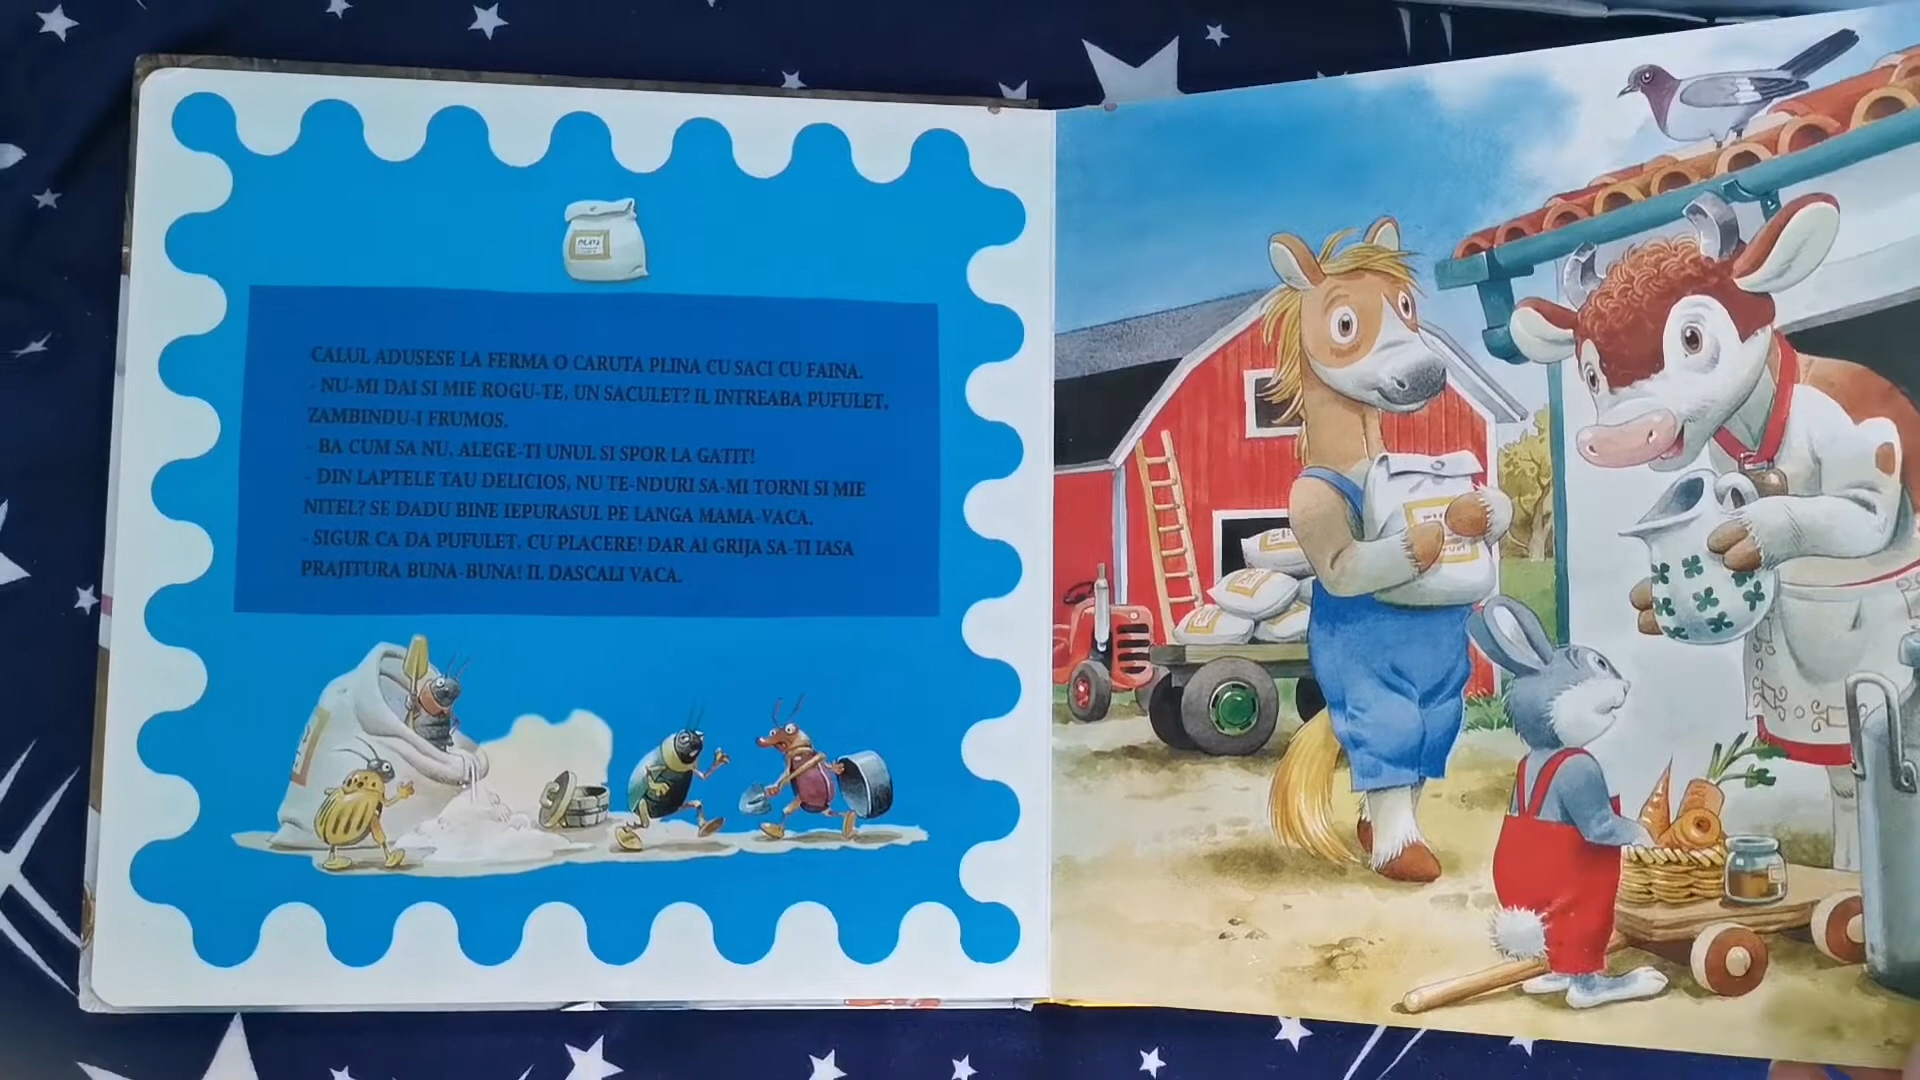 CALUL ADUSESE LA FERMA O CARUTA PLINA CU SACI CU FAINA.
- NU-MI DAI SI MIE ROGU-TE, UN SACULET? IL INTREABA PUFULET,
ZAMBINDU-I FRUMOS.
- BA CUM SA NU, ALEGE-TI UNUL SI SPOR LA GATIT!
- DIN LAPTELE TAU DELICIOS, NU TE-NDURI SA-MI TORNI SI MIE
NITEL? SE DADU BINE IEPURASUL PE LANGA MAMA-VACA.
- SIGUR CA DA PUFULET, CU PLACERE! DAR AI GRIJA SA-TI IASA
PRAJITURA BUNA-BUNA! IL DASCALI VACA.